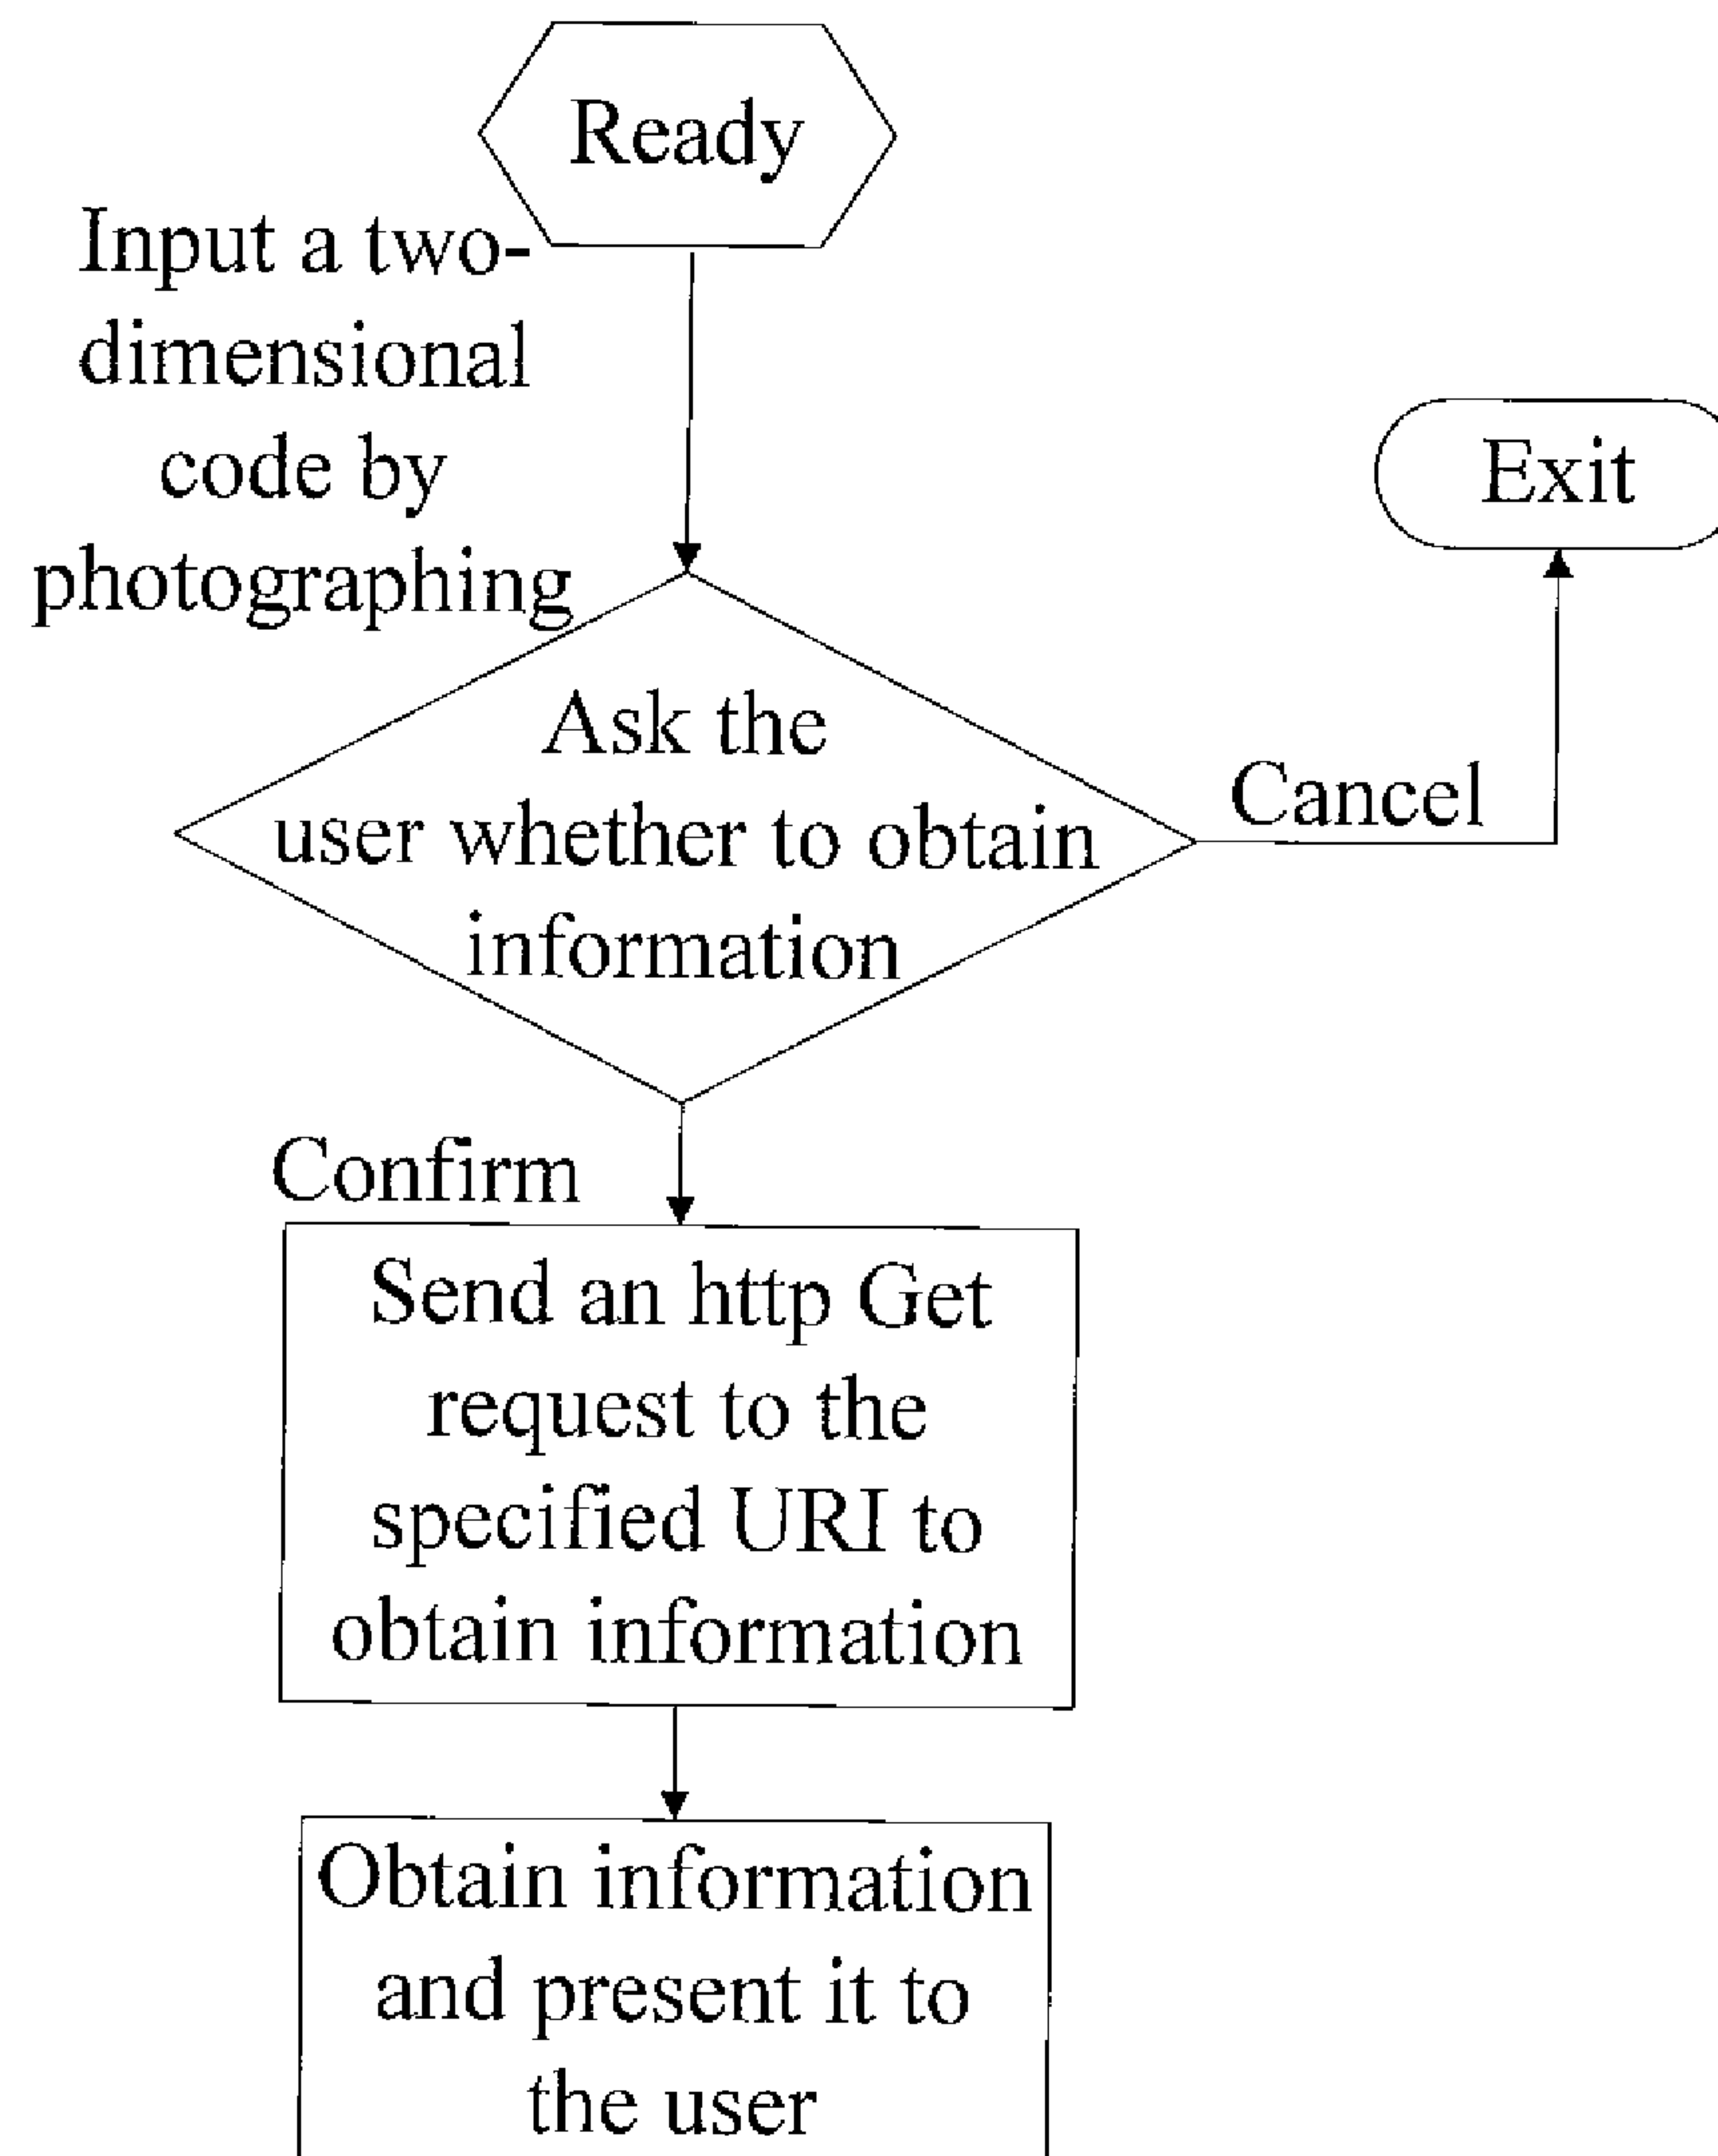 Ready
Input a two-
dimensional
code by
photographing
Exit
Ask the
user whether to obtain
information
Cancel
Confirm
Send an http Get
request to the
specified URI to
obtain information
Obtain information
and present it to
the user